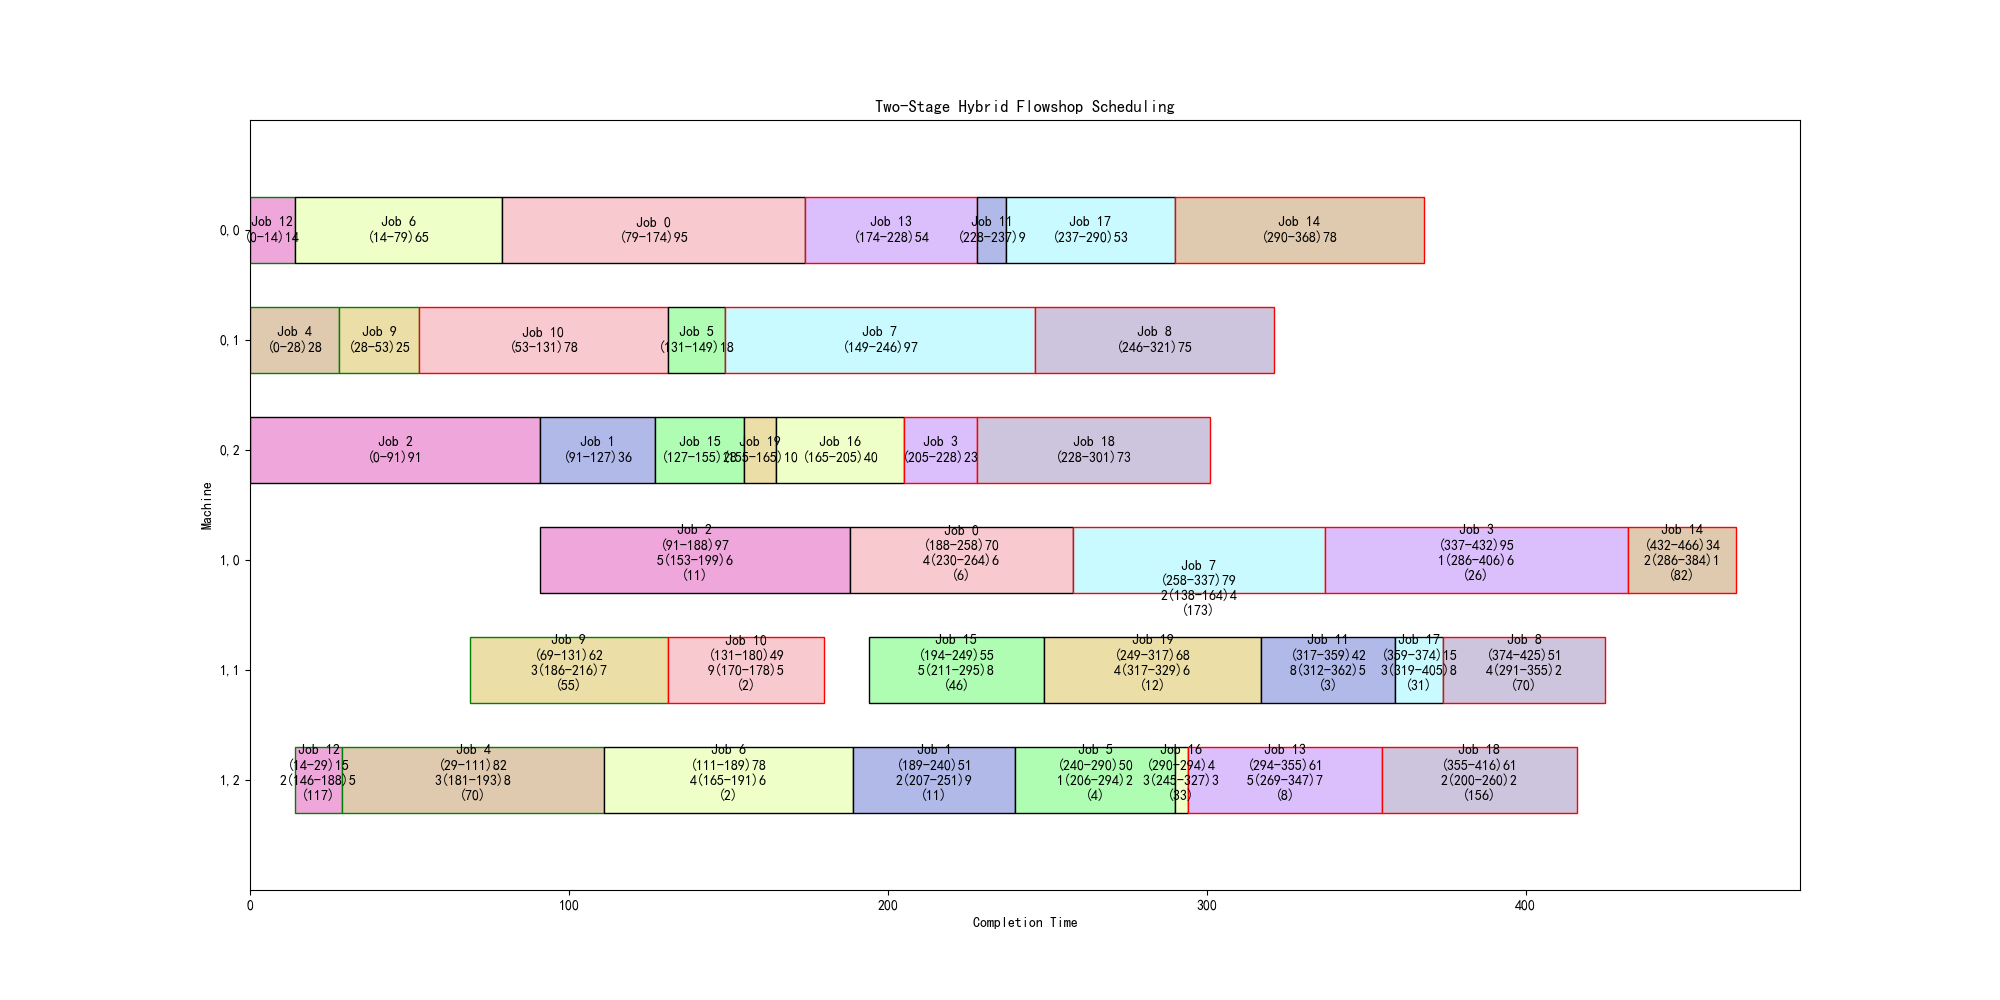 Two-Stage Hybrid Flowshop Scheduling
Machine
0,0
Job 12
(0-14)14
Job 6
(14-79)65
Job 0
(79-174)95
Job 13
(174-228)54
Job 11
(228-237)9
Job 17
(237-290)53
Job 14
(290-368)78
0,1
Job 4
(0-28)28
Job 9
(28-53)25
Job 10
(53-131)78
Job 5
(131-149)18
Job 7
(149-246)97
Job 8
(246-321)75
0,2
Job 2
(0-91)91
Job 1
(91-127)36
Job 15
(127-155)28
Job 19
(155-165)10
Job 16
(165-205)40
Job 3
(205-228)23
Job 18
(228-301)73
1,0
Job 2
(91-188)97
5(153-199)6
(11)
Job 0
(188-258)70
4(230-264)6
(6)
Job 7
(258-337)79
2(138-164)4
(173)
Job 3
(337-432)95
1(286-406)6
(26)
Job 14
(432-466)34
2(286-384)1
(82)
1,1
Job 9
(69-131)62
3(186-216)7
(55)
Job 10
(131-180)49
9(170-178)5
(2)
Job 15
(194-249)55
5(211-295)8
(46)
Job 19
(249-317)68
4(317-329)6
(12)
Job 11
(317-359)42
8(312-362)5
(3)
Job 17
(359-374)15
3(319-405)8
(31)
Job 8
(374-425)51
4(291-355)2
(70)
1,2
Job 12
(14-29)15
2(146-188)5
(117)
Job 4
(29-111)82
3(181-193)8
(70)
Job 6
(111-189)78
4(165-191)6
(2)
Job 1
(189-240)51
2(207-251)9
(11)
Job 5
(240-290)50
1(206-294)2
(4)
Job 16
(290-294)4
3(245-327)3
(33)
Job 13
(294-355)61
5(269-347)7
(8)
Job 18
(355-416)61
2(200-260)2
(156)
0
100
200
300
400
Completion Time